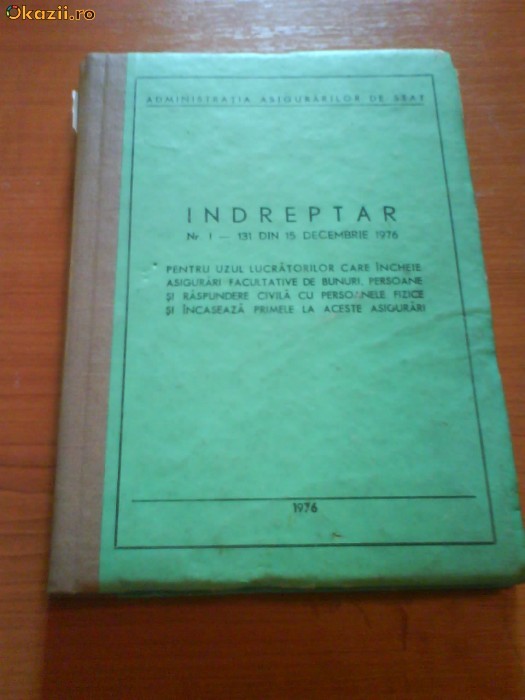 Okazii.ro
ADMINISTRAȚIA ASIGURĂRILOR DE STAT
INDREPTAR
Nr. I — 131 DIN 15 DECEMBRIE 1976
PENTRU UZUL LUCRĂTORILOR CARE ÎNCHEIE
ASIGURĂRI FACULTATIVE DE BUNURI, PERSOANE
ȘI RĂSPUNDERE CIVILĂ CU PERSOANELE FIZICE
ȘI ÎNCASEAZĂ PRIMELE LA ACESTE ASIGURĂRI
1976